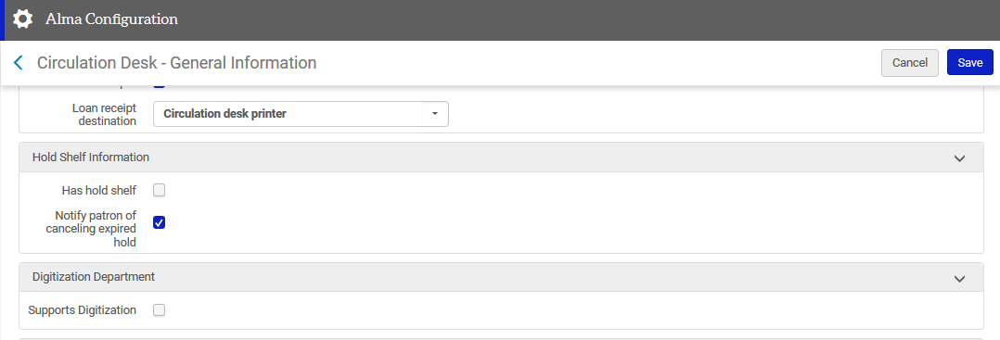 Alma Configuration
Circulation Desk - General Information
Cancel
Save
Loan receipt
destination
Circulation desk printer
Hold Shelf Information
Has hold shelf
Notify patron of
canceling expired
hold
Digitization Department
Supports Digitization